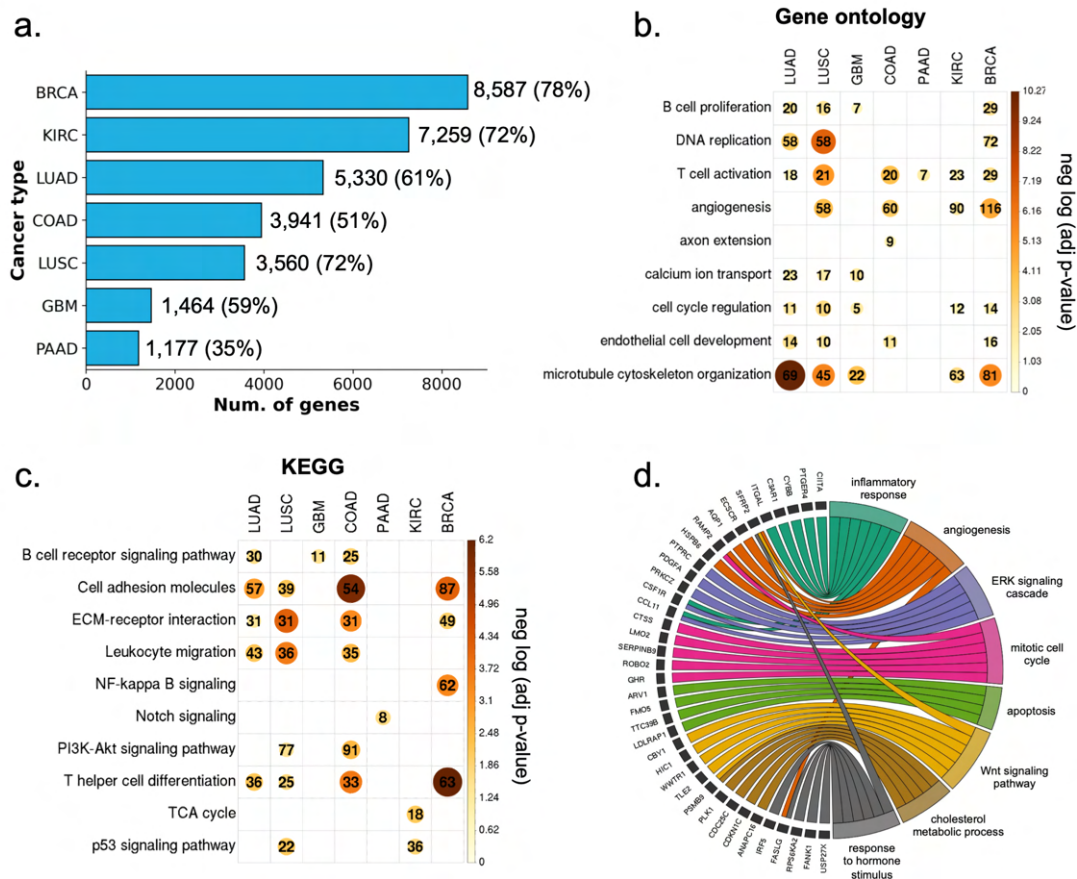 a.
Cancer type
BRCA 8,587 (78%)
KIRC 7,259 (72%)
LUAD 5,330 (61%)
COAD 3,941 (51%)
LUSC 3,560 (72%)
GBM 1,464 (59%)
PAAD 1,177 (35%)
0 2000 4000 6000 8000
Num. of genes
b.
Gene ontology
LUAD LUSC GBM COAD PAAD KIRC BRCA
B cell proliferation 20 16 7 29
DNA replication 58 58 72
T cell activation 18 21 20 7 23 29
angiogenesis 58 60 90 116
axon extension 9
calcium ion transport 23 17 10
cell cycle regulation 11 10 5 12 14
endothelial cell development 14 10 11 16
microtubule cytoskeleton organization 69 45 22 63 81
10.27
9.24
8.22
7.19
6.16
5.13
4.11
3.08
2.05
1.03
0
neg log (adj p-value)
c.
KEGG
LUAD LUSC GBM COAD PAAD KIRC BRCA
B cell receptor signaling pathway 30 11 25
Cell adhesion molecules 57 39 54 87
ECM-receptor interaction 31 31 31 49
Leukocyte migration 43 36 35
NF-kappa B signaling 62
Notch signaling 8
PI3K-Akt signaling pathway 77 91
T helper cell differentiation 36 25 33 63
TCA cycle 18
p53 signaling pathway 22 36
6.2
5.58
4.96
4.34
3.72
3.1
2.48
1.86
1.24
0.62
0
neg log (adj p-value)
d.
CIITA
PTGER4
CYBB
C3AR1
ITGAL
SFRP2
ECSCR
AQP1
RAMP2
HSPB6
PTPRC
PDGFA
PRKCZ
CSF1R
CCL11
CTSS
LMO2
SERPINB9
ROBO2
GHR
ARV1
FMO5
TTC39B
LDLRAP1
CBY1
HIC1
WWTR1
TLE2
PSMB9
PLK1
CDC25C
CDKN1C
ANAPC16
IRF5
FASLG
RPS6KA2
FANK1
USP27X
inflammatory
response
angiogenesis
ERK signaling
cascade
mitotic cell
cycle
apoptosis
Wnt signaling
pathway
cholesterol
metabolic process
response
to hormone
stimulus